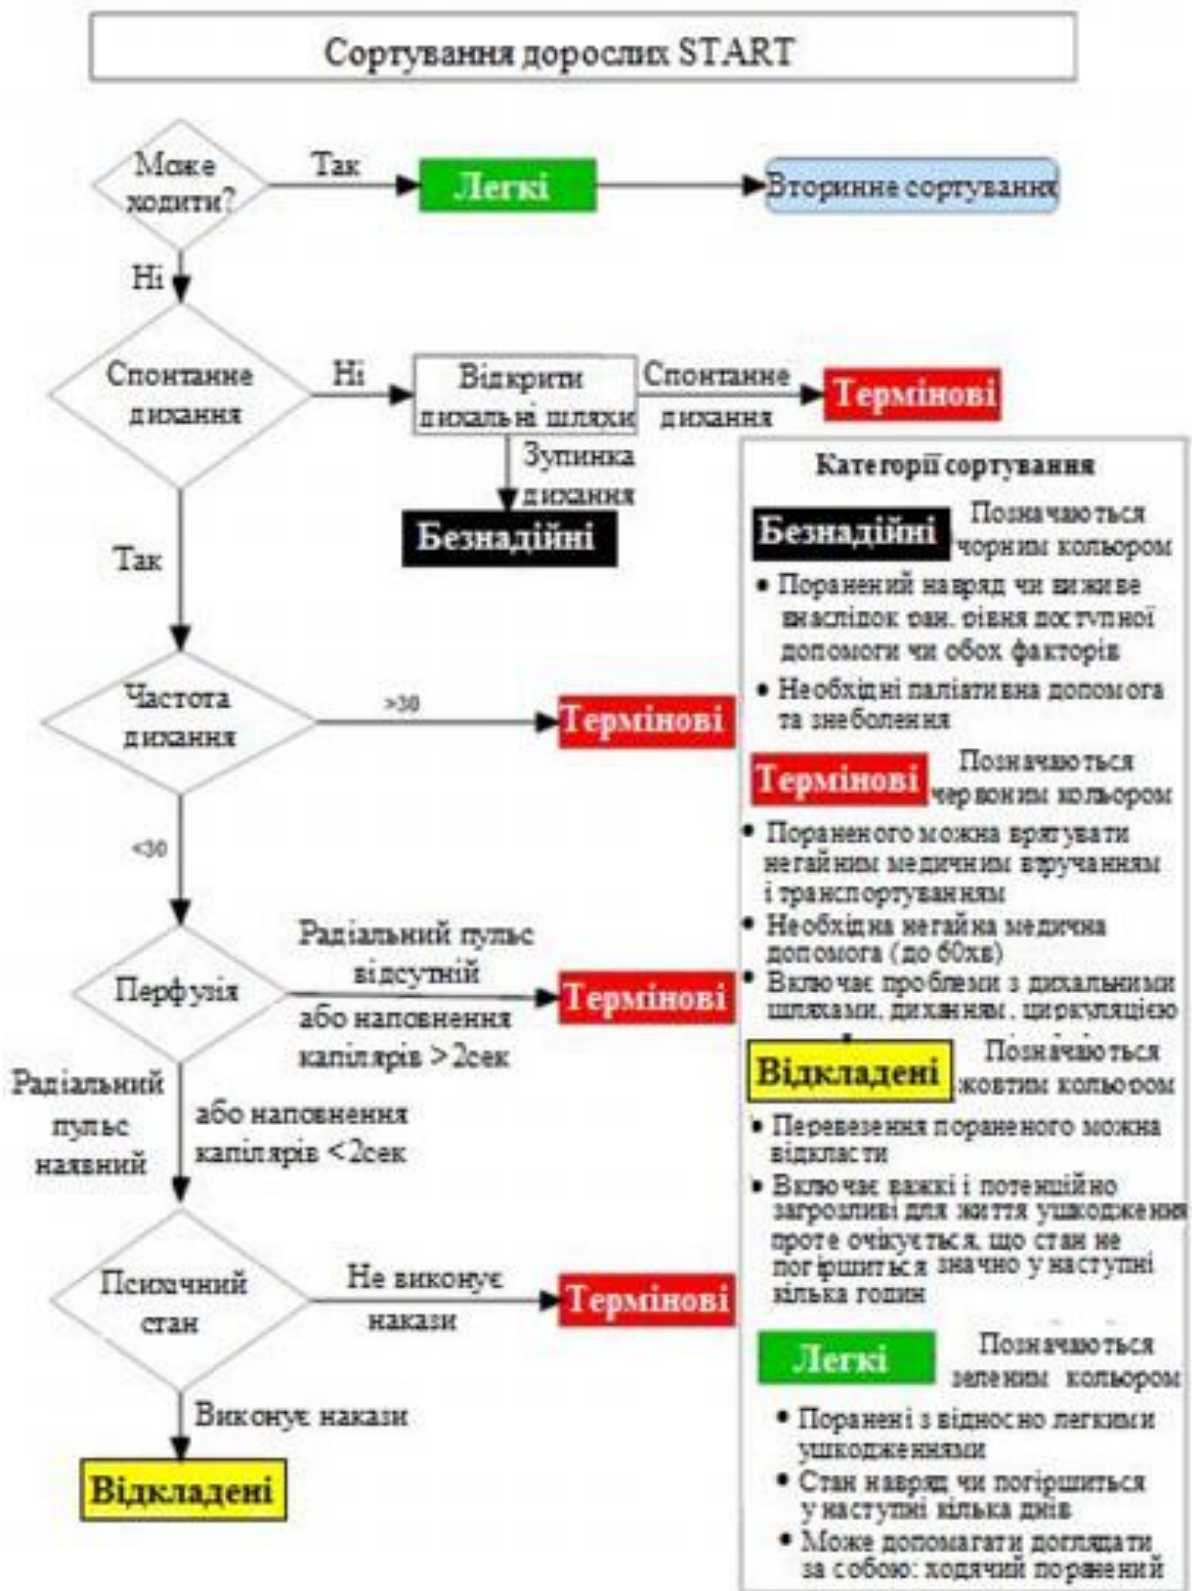 Сортування дорослих START
Може
ходити?
Так
Легкі
Вторинне сортування
Ні
Спонтанне
дихання
Ні
Відкрити
дихальні шляхи
Спонтанне
дихання
Термінові
Зупинка
дихання
Безнадійні
Так
Частота
дихання
>30
Термінові
<30
Перфузія
Радіальний пульс
відсутній
або наповнення
капілярів >2сек
Термінові
Радіальний
пульс
наявний
або наповнення
капілярів <2сек
Психічний
стан
Не виконує
накази
Термінові
Виконує накази
Відкладені
Категорії сортування
Безнадійні
Позначаються
чорним кольором
• Поранений навряд чи виживе
внаслідок ран, рівня доступної
допомоги чи обох факторів
• Необхідні паліативна допомога
та знеболення
Термінові
Позначаються
червоним кольором
• Пораненого можна врятувати
негайним медичним втручанням
і транспортуванням
• Необхідна негайна медична
допомога (до 60хв)
• Включає проблеми з дихальними
шляхами, диханням, циркуляцією
Відкладені
Позначаються
жовтим кольором
• Перевезення пораненого можна
відкласти
• Включає важкі і потенційно
загрозливі для життя ушкодження
проте очікується, що стан не
погіршиться значно у наступні
кілька годин
Легкі
Позначаються
зеленим кольором
• Поранені з відносно легкими
ушкодженнями
• Стан навряд чи погіршиться
у наступні кілька днів
• Може допомагати доглядати
за собою: ходячий поранений